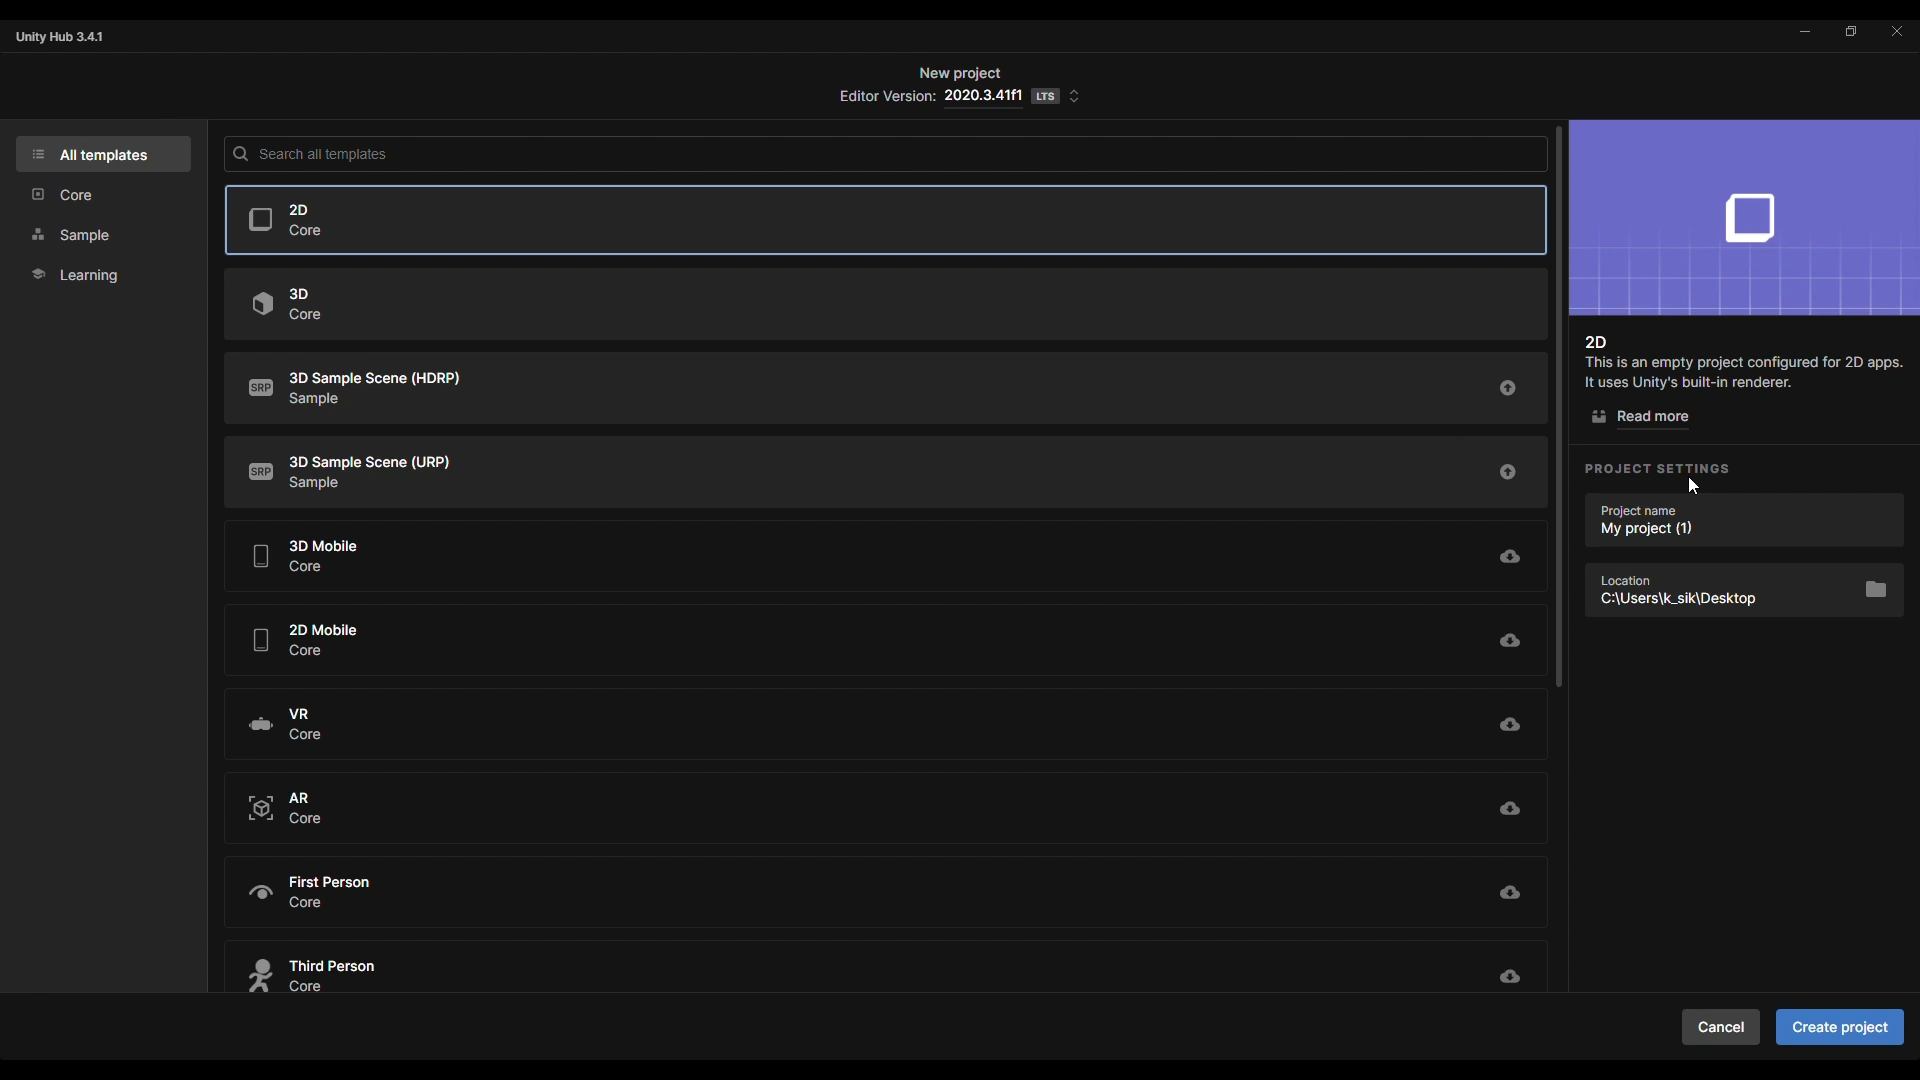 Unity Hub 3.4.1
New project
Editor Version: 2020.3.41f1 LTS
All templates
Core
Sample
Learning
Search all templates
2D
Core
3D
Core
SRP
3D Sample Scene (HDRP)
Sample
SRP
3D Sample Scene (URP)
Sample
3D Mobile
Core
2D Mobile
Core
VR
Core
AR
Core
First Person
Core
Third Person
Core
2D
This is an empty project configured for 2D apps.
It uses Unity's built-in renderer.
Read more
PROJECT SETTINGS
Project name
My project (1)
Location
C:\Users\k_sik\Desktop
Cancel
Create project